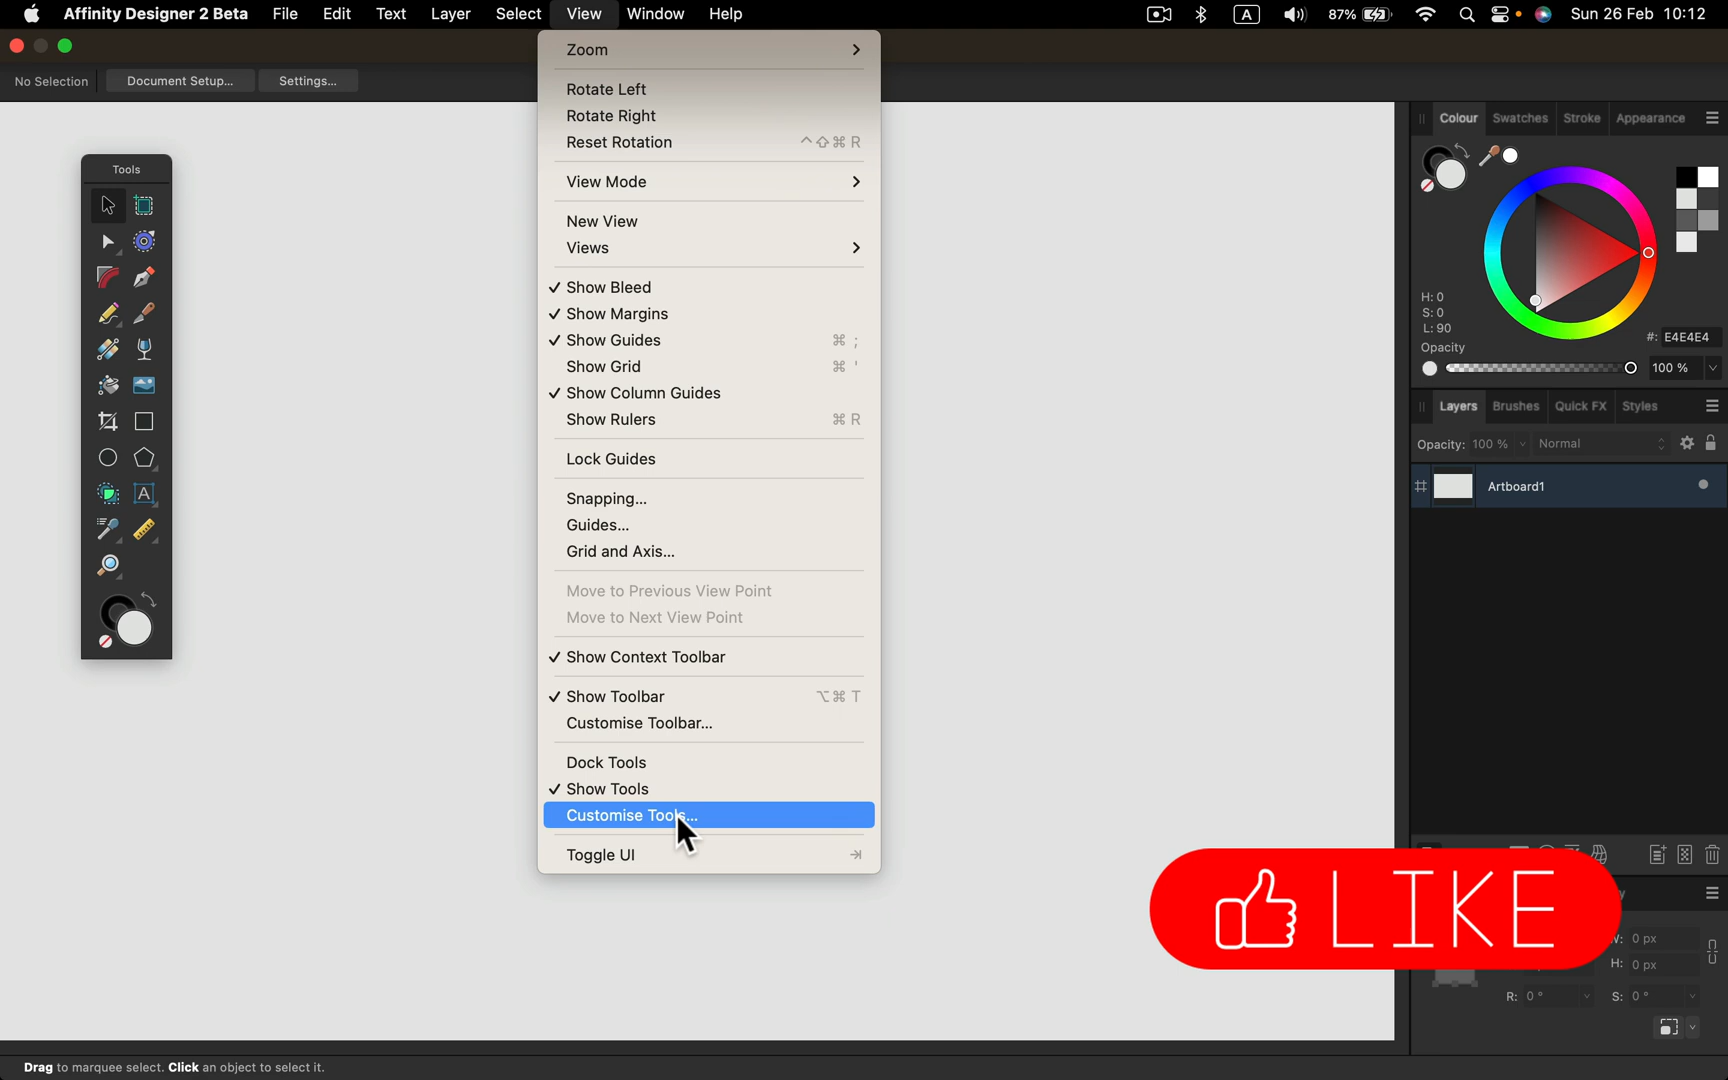 Affinity Designer 2 Beta File Edit Text Layer Select View Window Help A 87% Sun 26 Feb 10:12
No Selection Document Setup... Settings...
Tools
A
Zoom
Rotate Left
Rotate Right
Reset Rotation ^⇧⌘ R
View Mode
New View
Views
✓ Show Bleed
✓ Show Margins
✓ Show Guides ⌘ ;
Show Grid ⌘ '
✓ Show Column Guides
Show Rulers ⌘ R
Lock Guides
Snapping...
Guides...
Grid and Axis...
Move to Previous View Point
Move to Next View Point
✓ Show Context Toolbar
✓ Show Toolbar ⌥⌘ T
Customise Toolbar...
Dock Tools
✓ Show Tools
Customise Tools...
Toggle UI ⇥
Colour Swatches Stroke Appearance
H: 0
S: 0
L: 90
#: E4E4E4
Opacity
100 %
Layers Brushes Quick FX Styles
Opacity: 100 % Normal
Artboard1
LIKE
W: 0 px
H: 0 px
R: 0 ° S: 0 °
Drag to marquee select. Click an object to select it.